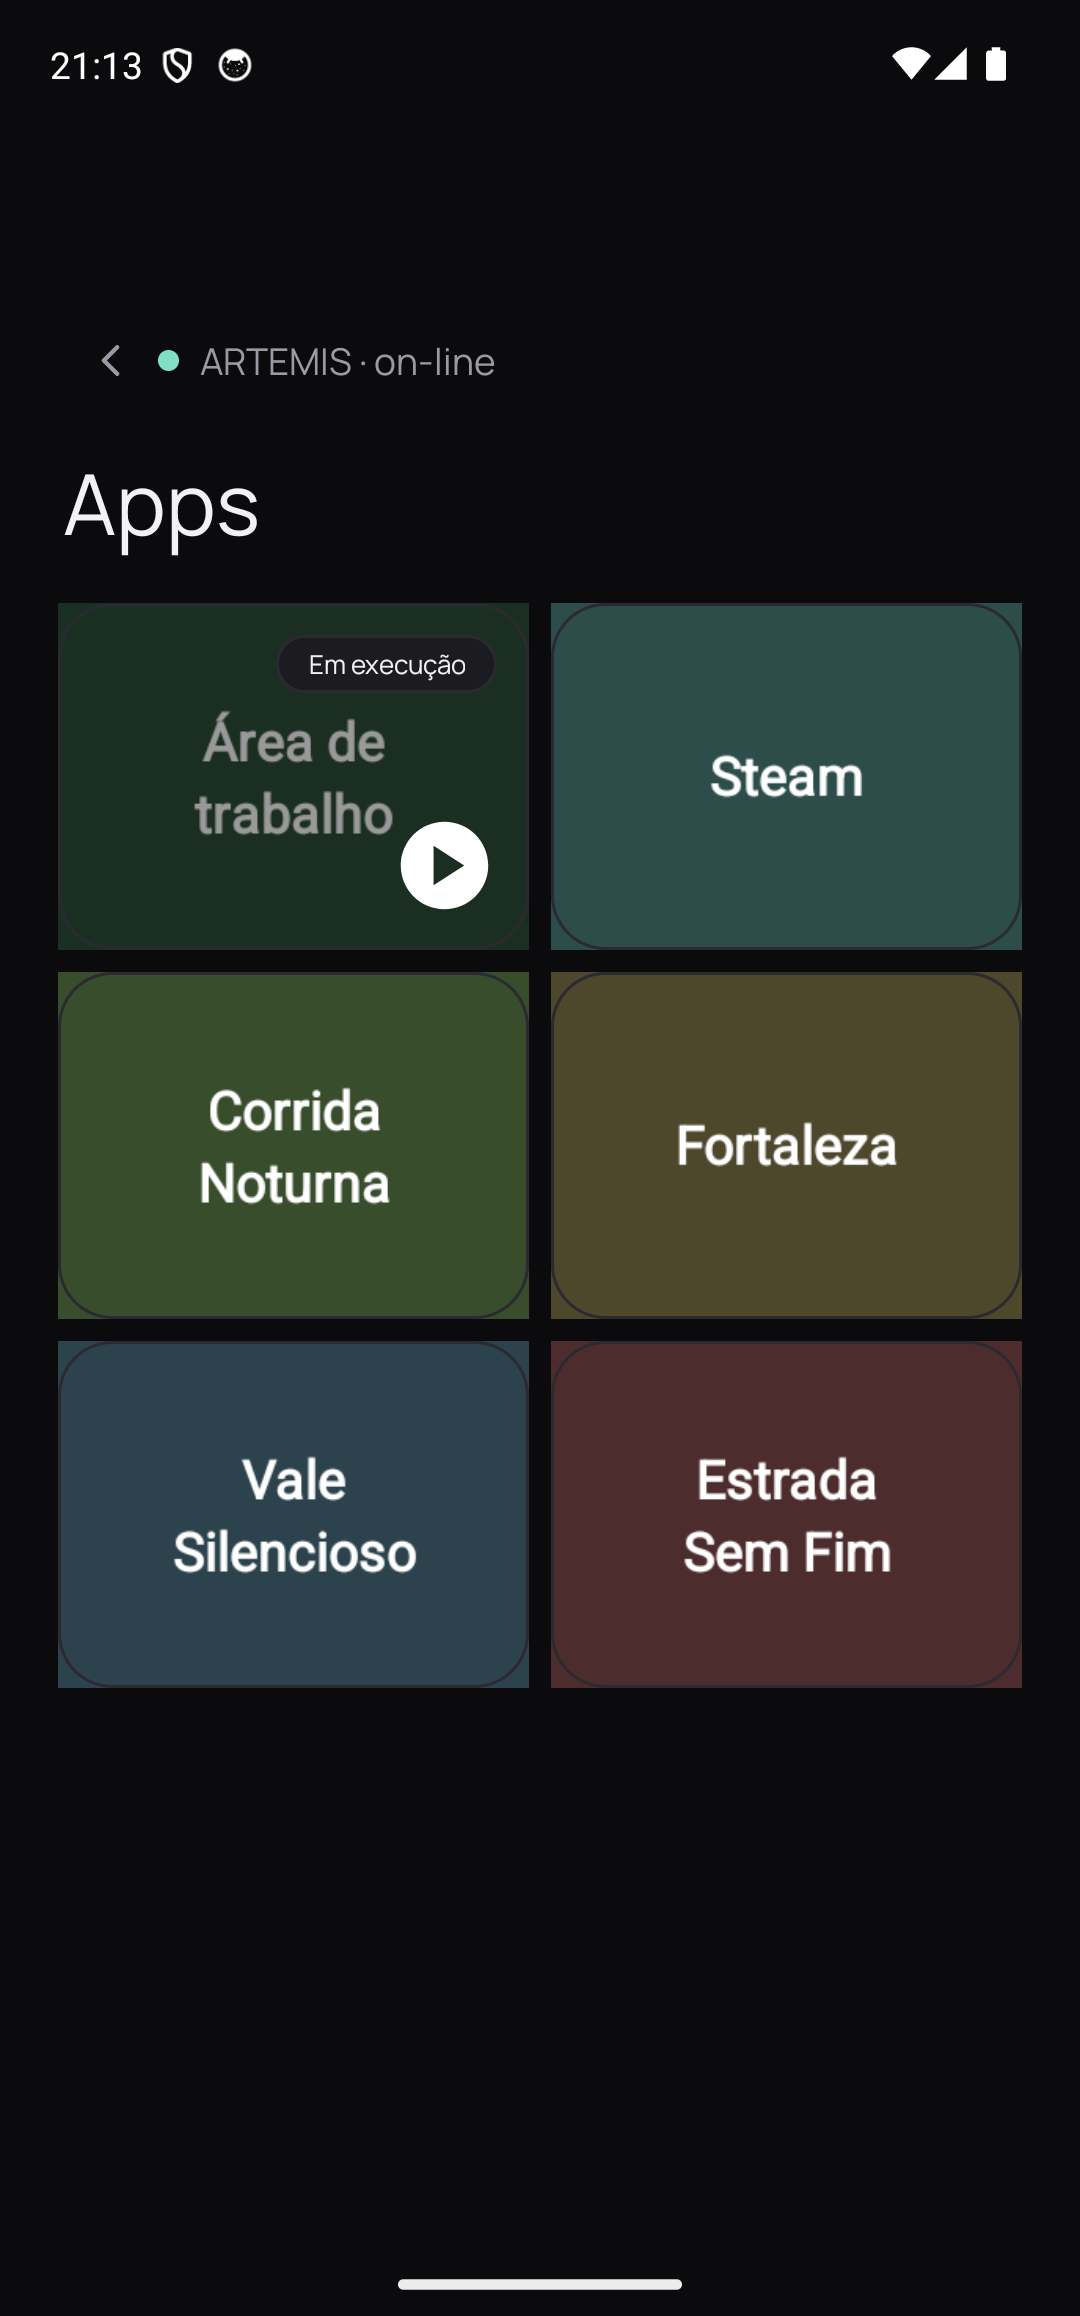 21:13
ARTEMIS · on-line
Apps
Em execução
Área de
trabalho
Steam
Corrida
Noturna
Fortaleza
Vale
Silencioso
Estrada
Sem Fim